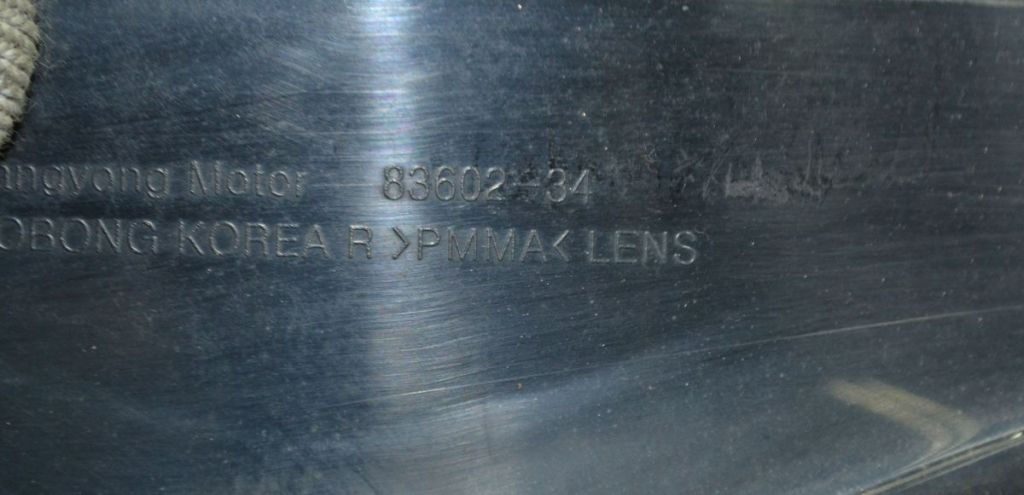 angyong Motor 83602-34
OBONG KOREA R >PMMA< LENS